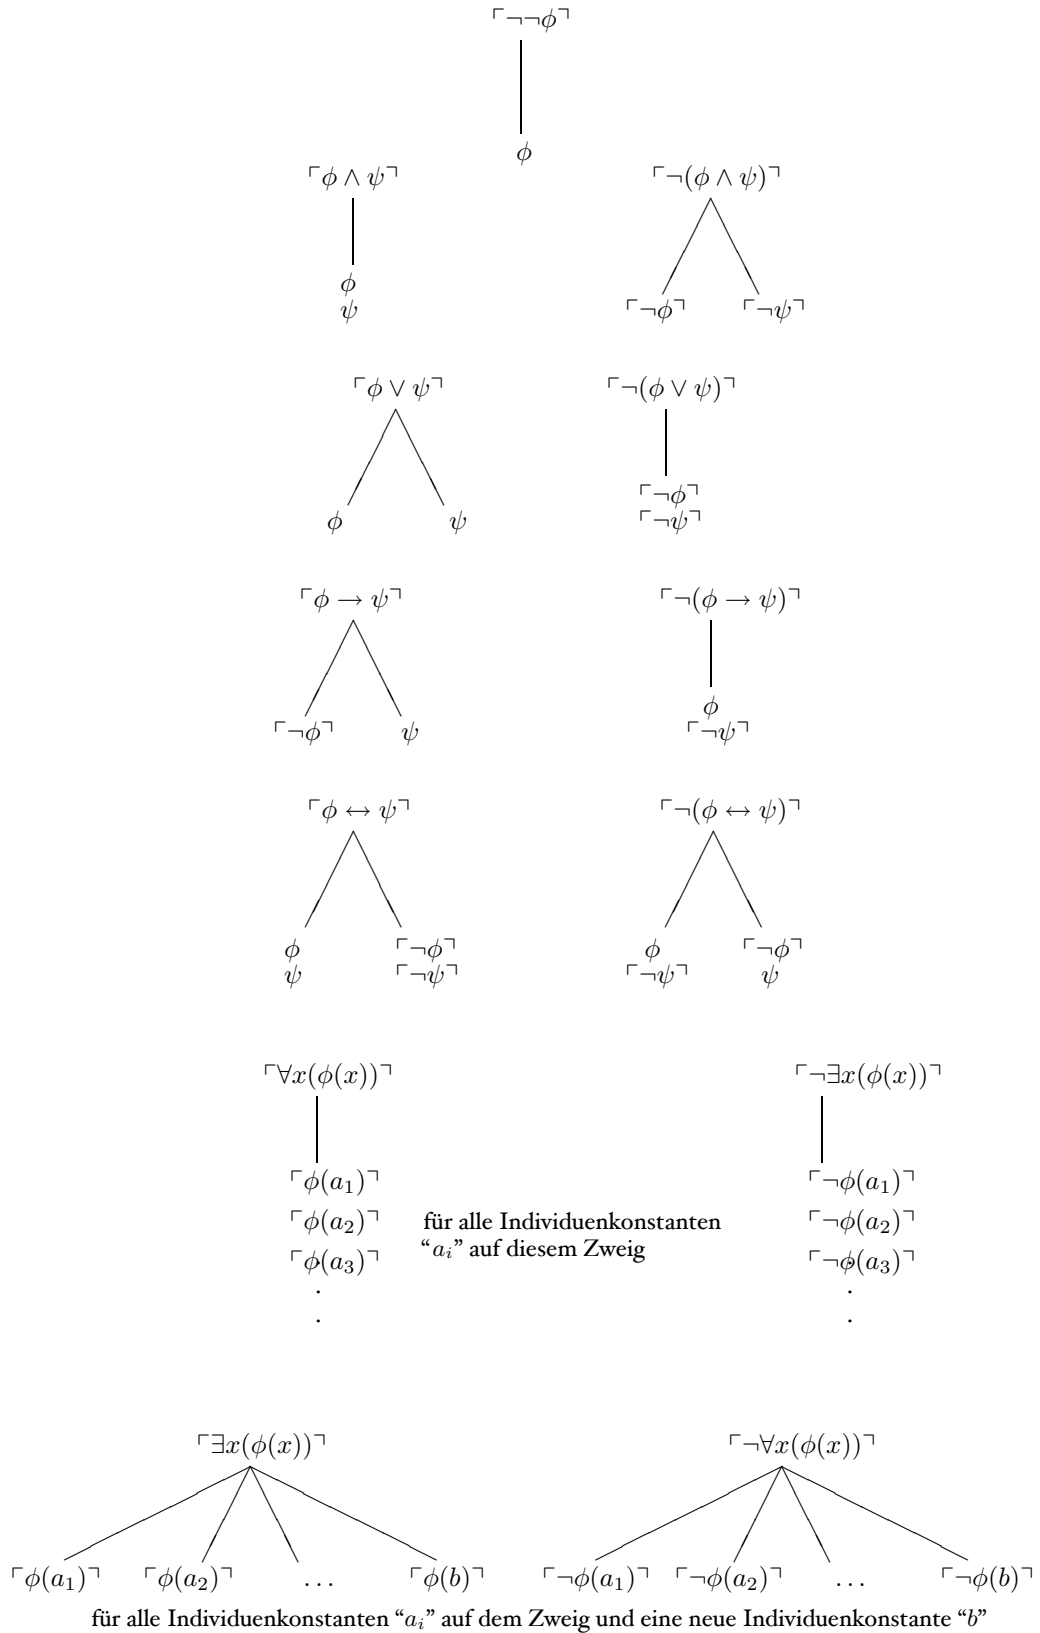 ⌜¬¬ϕ⌝
ϕ
⌜ϕ ∧ ψ⌝ ⌜¬(ϕ ∧ ψ)⌝
ϕ
ψ
⌜¬ϕ⌝ ⌜¬ψ⌝
⌜ϕ ∨ ψ⌝ ⌜¬(ϕ ∨ ψ)⌝
⌜¬ϕ⌝
ϕ ψ ⌜¬ψ⌝
⌜ϕ → ψ⌝ ⌜¬(ϕ → ψ)⌝
ϕ
⌜¬ϕ⌝ ψ ⌜¬ψ⌝
⌜ϕ ↔ ψ⌝ ⌜¬(ϕ ↔ ψ)⌝
ϕ ⌜¬ϕ⌝ ϕ ⌜¬ϕ⌝
ψ ⌜¬ψ⌝ ⌜¬ψ⌝ ψ
⌜∀x(ϕ(x))⌝ ⌜¬∃x(ϕ(x))⌝
⌜ϕ(a₁)⌝ ⌜¬ϕ(a₁)⌝
⌜ϕ(a₂)⌝ für alle Individuenkonstanten ⌜¬ϕ(a₂)⌝
“aᵢ” auf diesem Zweig
⌜ϕ(a₃)⌝ ⌜¬ϕ(a₃)⌝
. .
. .
⌜∃x(ϕ(x))⌝ ⌜¬∀x(ϕ(x))⌝
⌜ϕ(a₁)⌝ ⌜ϕ(a₂)⌝ ... ⌜ϕ(b)⌝ ⌜¬ϕ(a₁)⌝ ⌜¬ϕ(a₂)⌝ ... ⌜¬ϕ(b)⌝
für alle Individuenkonstanten “aᵢ” auf dem Zweig und eine neue Individuenkonstante “b”